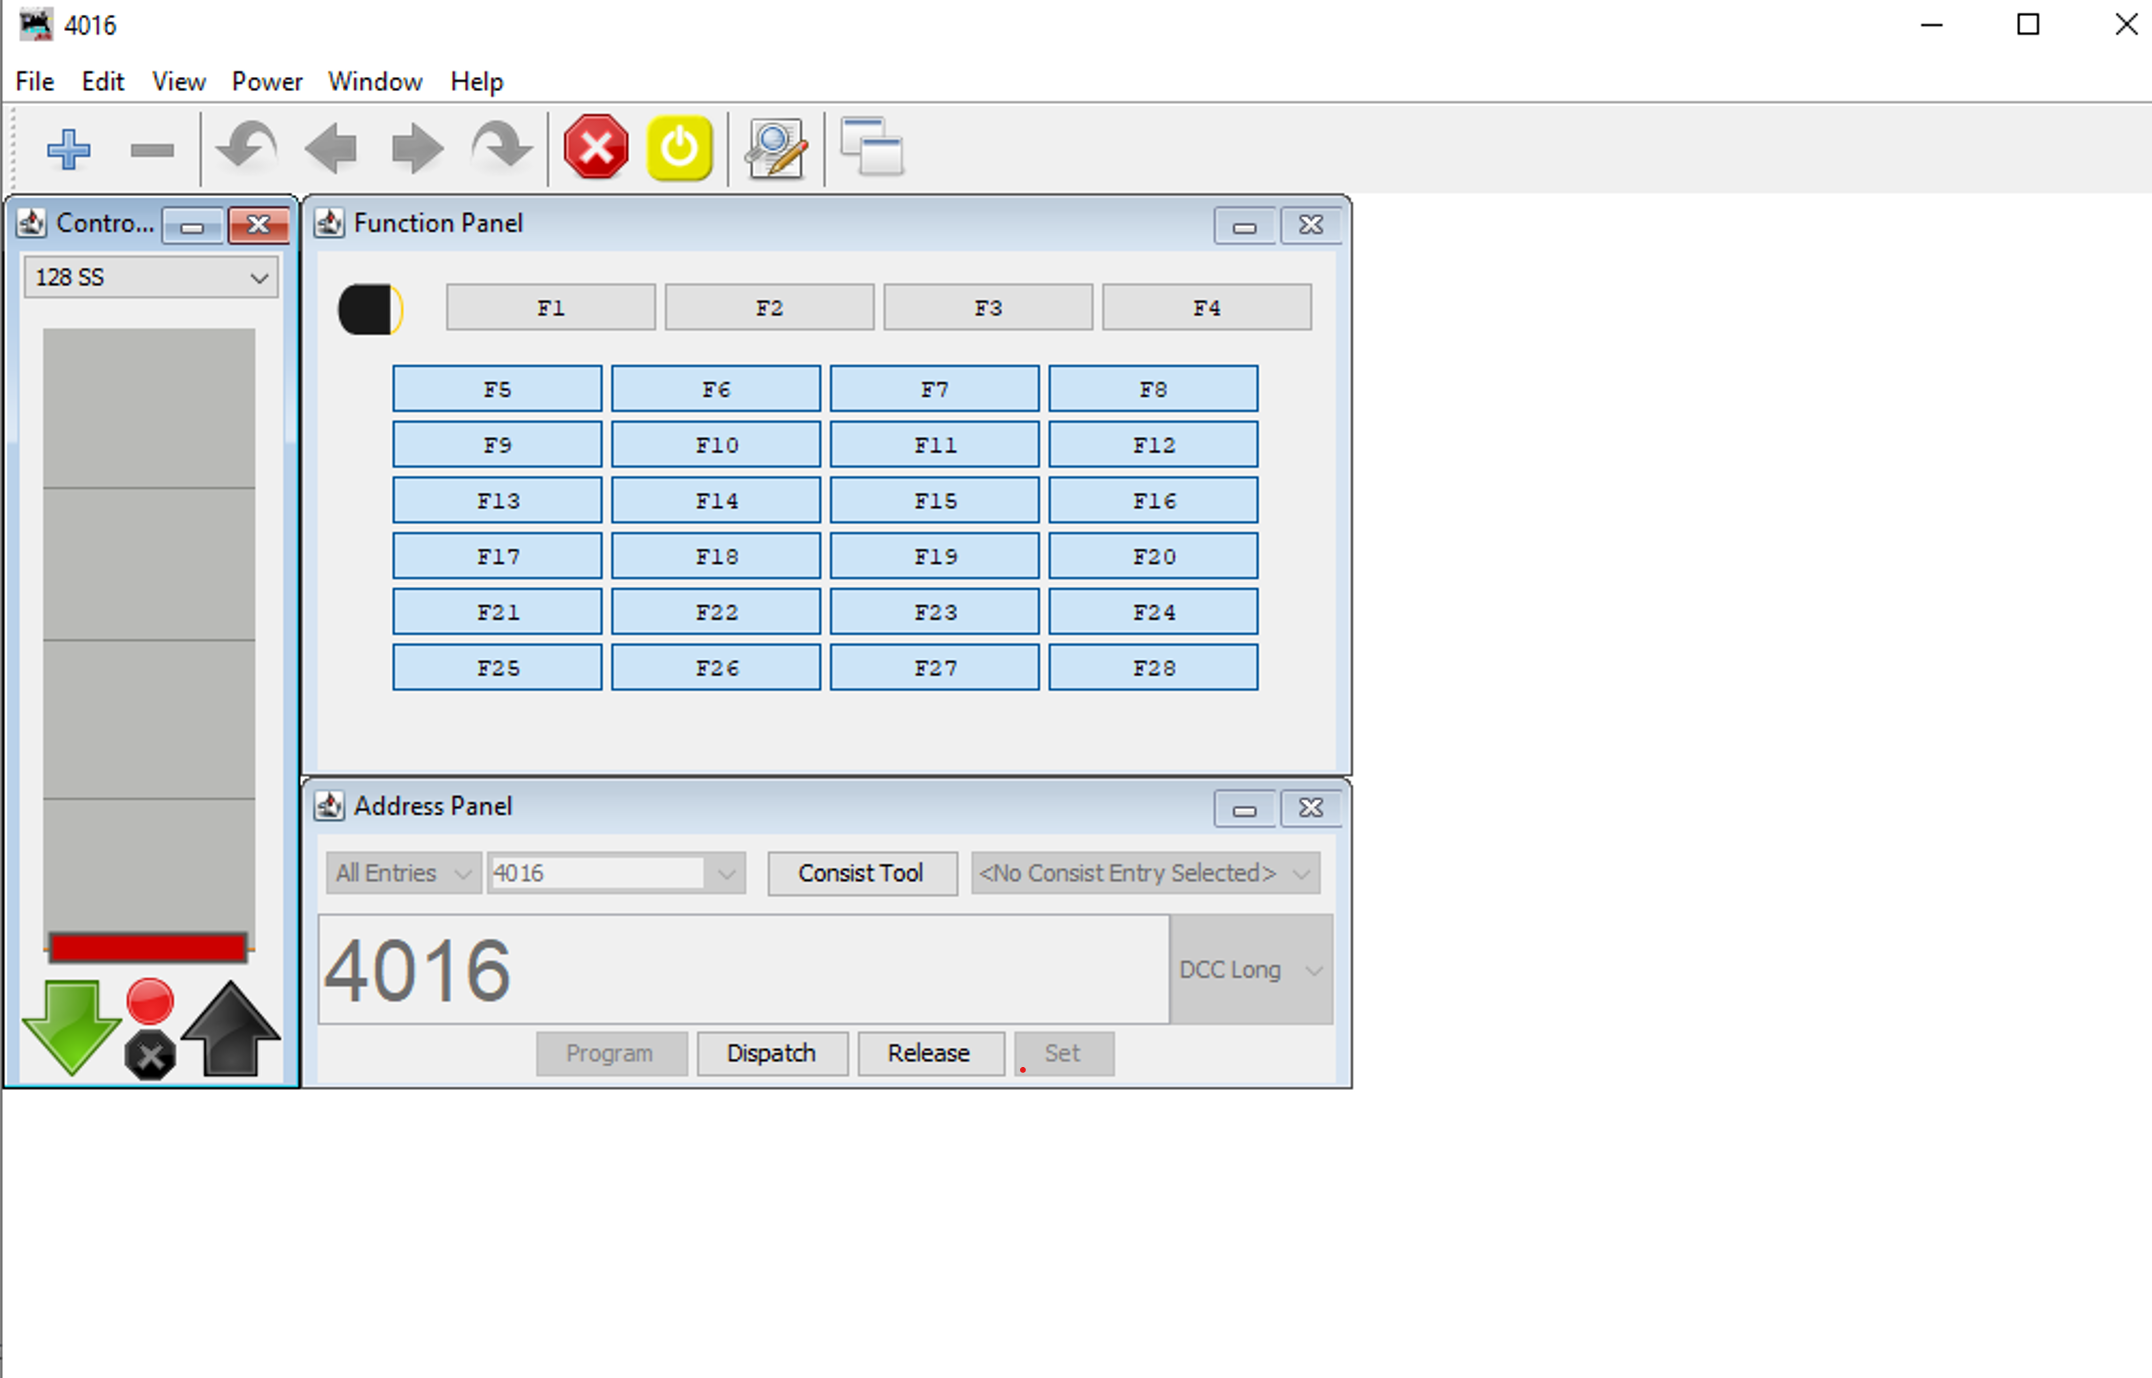 4016
File Edit View Power Window Help
Contro...
128 SS
Function Panel
F1 F2 F3 F4
F5 F6 F7 F8
F9 F10 F11 F12
F13 F14 F15 F16
F17 F18 F19 F20
F21 F22 F23 F24
F25 F26 F27 F28
Address Panel
All Entries 4016 Consist Tool <No Consist Entry Selected>
4016 DCC Long
Program Dispatch Release Set